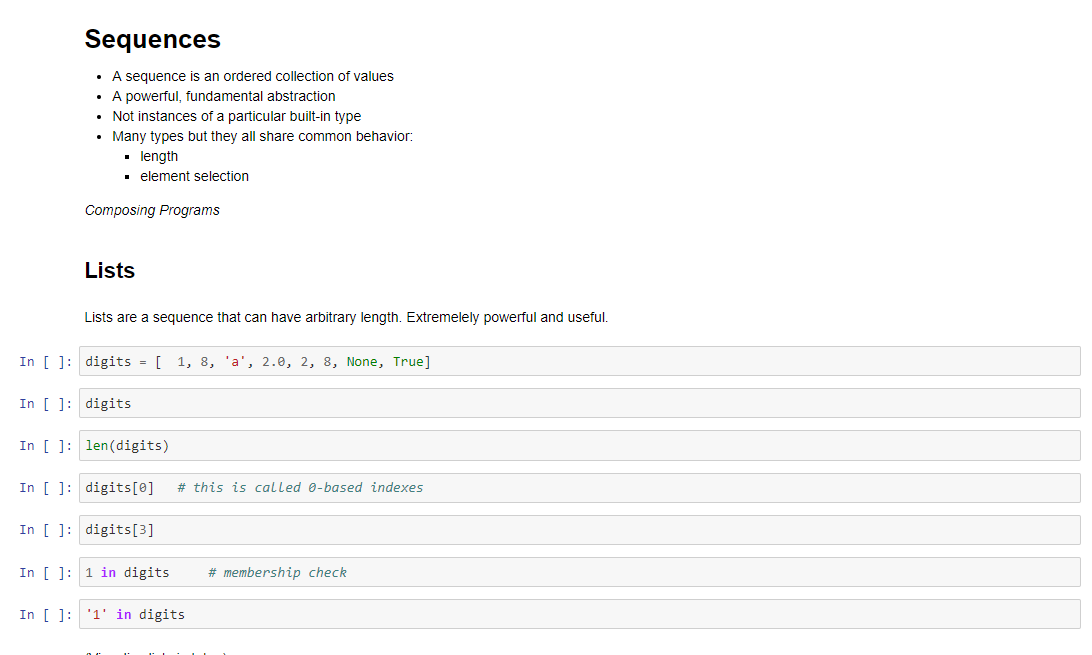 Sequences
A sequence is an ordered collection of values
A powerful, fundamental abstraction
Not instances of a particular built-in type
Many types but they all share common behavior:
length
element selection
Composing Programs
Lists
Lists are a sequence that can have arbitrary length. Extremelely powerful and useful.
In [ ]: digits = [  1, 8, 'a', 2.0, 2, 8, None, True]
In [ ]: digits
In [ ]: len(digits)
In [ ]: digits[0]   # this is called 0-based indexes
In [ ]: digits[3]
In [ ]: 1 in digits     # membership check
In [ ]: '1' in digits